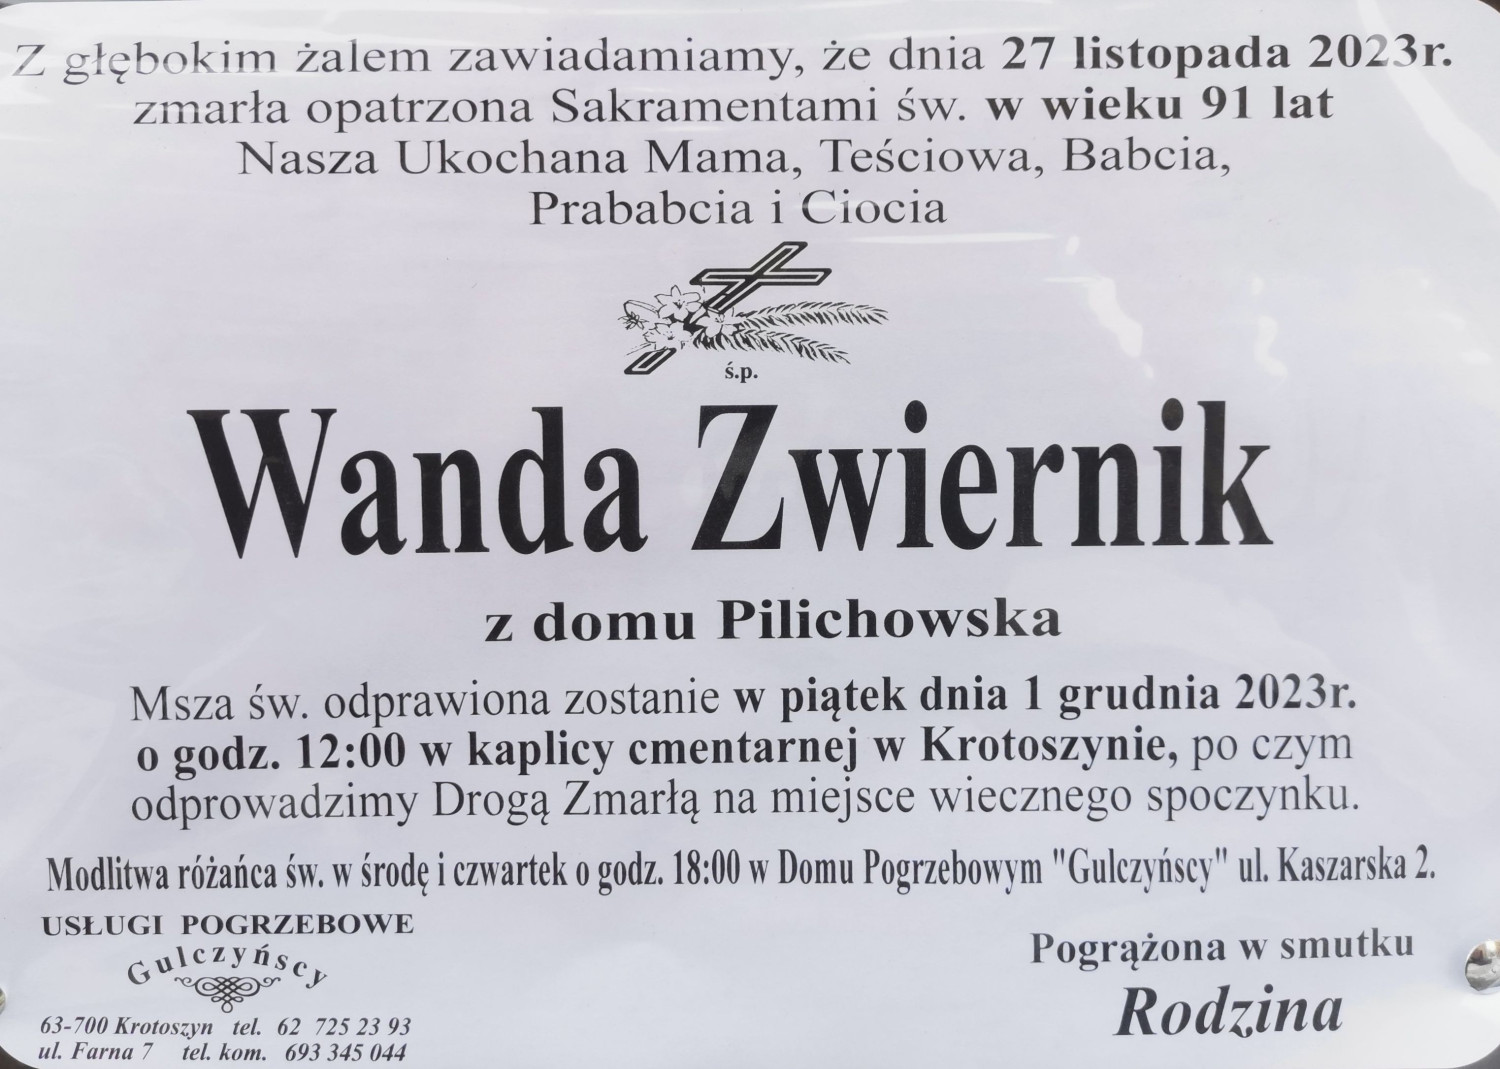 Z głębokim żalem zawiadamiamy, że dnia 27 listopada 2023r.
zmarła opatrzona Sakramentami św. w wieku 91 lat
Nasza Ukochana Mama, Teściowa, Babcia,
Prababcia i Ciocia
ś.p.
Wanda Zwiernik
z domu Pilichowska
Msza św. odprawiona zostanie w piątek dnia 1 grudnia 2023r.
o godz. 12:00 w kaplicy cmentarnej w Krotoszynie, po czym
odprowadzimy Drogą Zmarłą na miejsce wiecznego spoczynku.
Modlitwa różańca św. w środę i czwartek o godz. 18:00 w Domu Pogrzebowym "Gulczyńscy" ul. Kaszarska 2.
USŁUGI POGRZEBOWE
Gulczyńscy
63-700 Krotoszyn tel. 62 725 23 93
ul. Farna 7 tel. kom. 693 345 044
Pogrążona w smutku
Rodzina